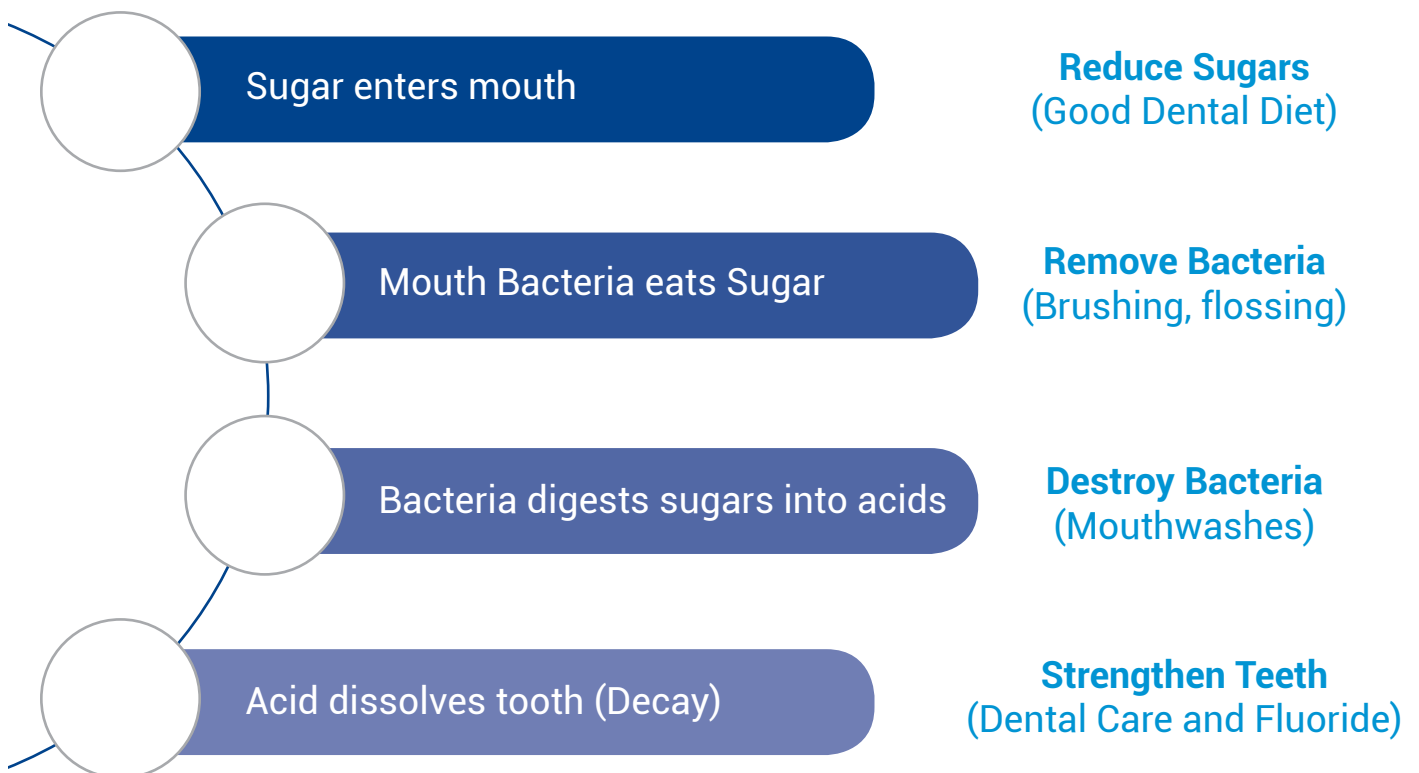 Sugar enters mouth
Reduce Sugars
(Good Dental Diet)
Mouth Bacteria eats Sugar
Remove Bacteria
(Brushing, flossing)
Bacteria digests sugars into acids
Destroy Bacteria
(Mouthwashes)
Acid dissolves tooth (Decay)
Strengthen Teeth
(Dental Care and Fluoride)